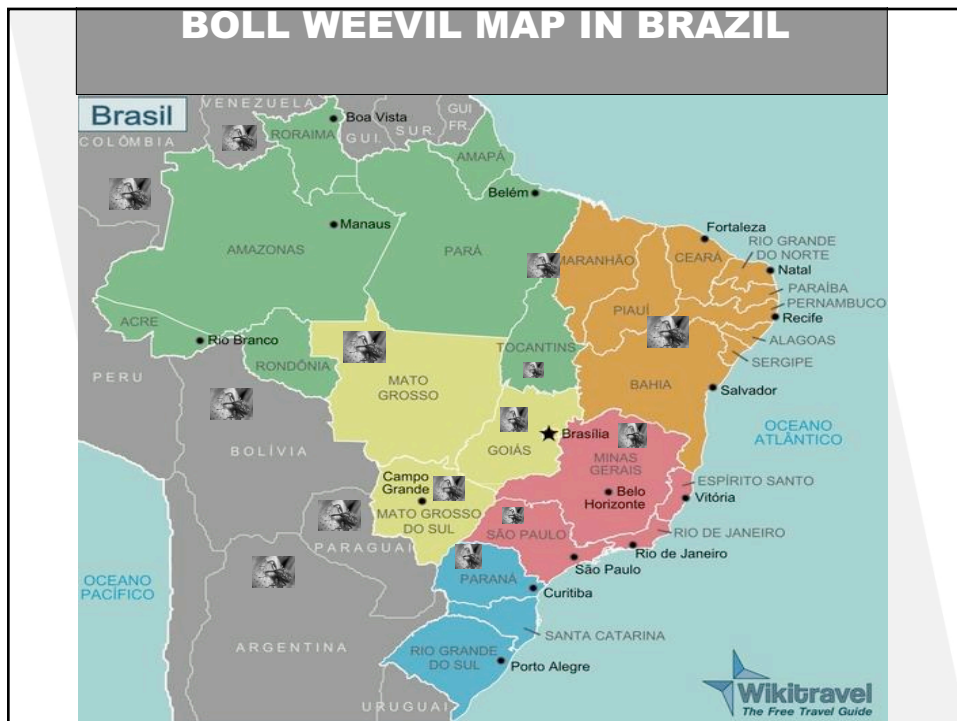 BOLL WEEVIL MAP IN BRAZIL
Brasil
VENEZUELA
COLÔMBIA
Boa Vista
RORAIMA
GUI
SUR
GUI
FR.
AMAPÁ
Belém
Manaus
AMAZONAS
PARÁ
Fortaleza
MARANHÃO
CEARÁ
RIO GRANDE
DO NORTE
Natal
PARAÍBA
PIAUÍ
PERNAMBUCO
Recife
ACRE
Rio Branco
ALAGOAS
TOCANTINS
SERGIPE
RONDÔNIA
PERU
MATO
GROSSO
BAHIA
Salvador
OCEANO
ATLÂNTICO
Brasília
GOIÁS
BOLÍVIA
MINAS
GERAIS
Campo
Grande
ESPÍRITO SANTO
Belo
Horizonte
Vitória
MATO GROSSO
DO SUL
SÃO PAULO
RIO DE JANEIRO
PARAGUAI
Rio de Janeiro
São Paulo
OCEANO
PACÍFICO
PARANÁ
Curitiba
SANTA CATARINA
ARGENTINA
RIO GRANDE
DO SUL
Porto Alegre
URUGUAI
Wikitravel
The Free Travel Guide